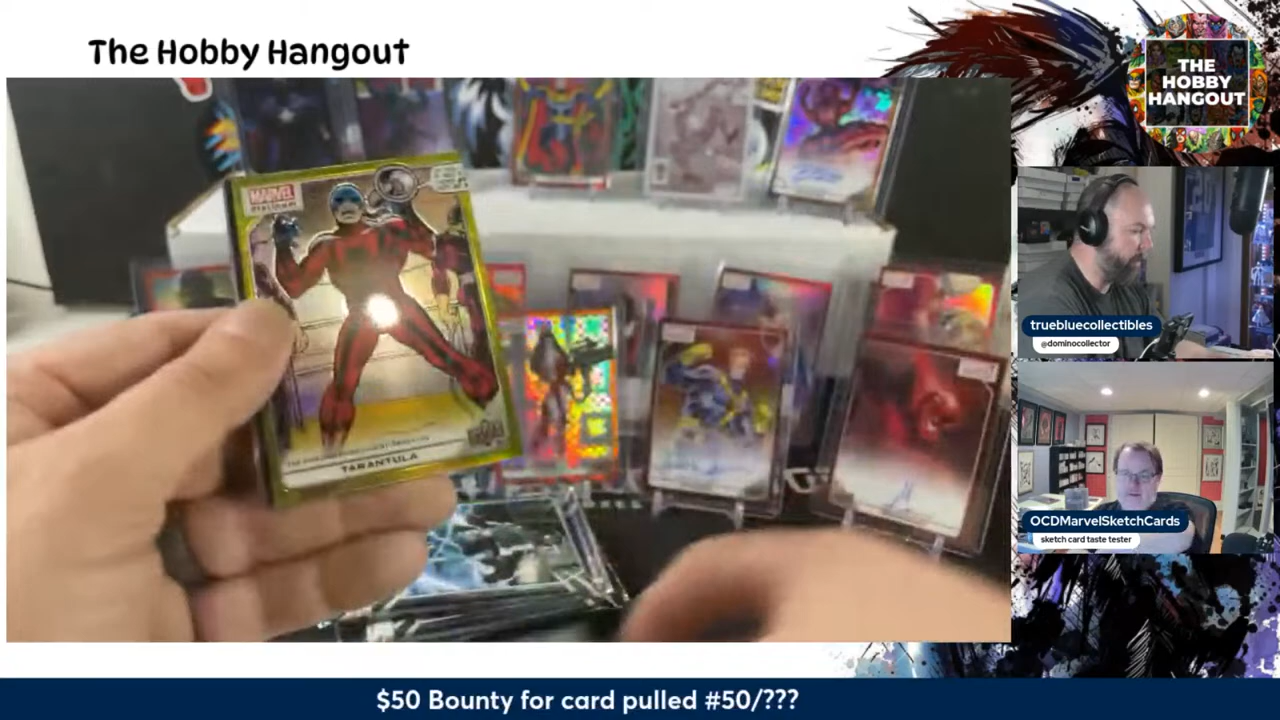 The Hobby Hangout
THE
HOBBY
HANGOUT
MARVEL
PLATINUM
TARANTULA
truebluecollectibles
@dominocollector
OCDMarvelSketchCards
sketch card taste tester
$50 Bounty for card pulled #50/???